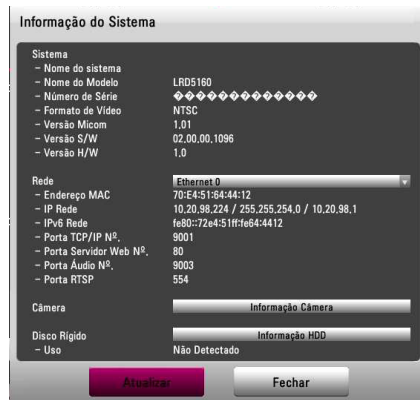 Informação do Sistema
Sistema
– Nome do sistema
– Nome do Modelo LRD5160
– Número de Série ��������������
– Formato de Vídeo NTSC
– Versão Micom 1,01
– Versão S/W 02,00,00,1096
– Versão H/W 1,0
Rede Ethernet 0
– Endereço MAC 70:E4:51:64:44:12
– IP Rede 10,20,98,224 / 255,255,254,0 / 10,20,98,1
– IPv6 Rede fe80::72e4:51ff:fe64:4412
– Porta TCP/IP Nº. 9001
– Porta Servidor Web Nº. 80
– Porta Áudio Nº. 9003
– Porta RTSP 554
Câmera Informação Câmera
Disco Rígido Informação HDD
– Uso Não Detectado
Atualizar Fechar